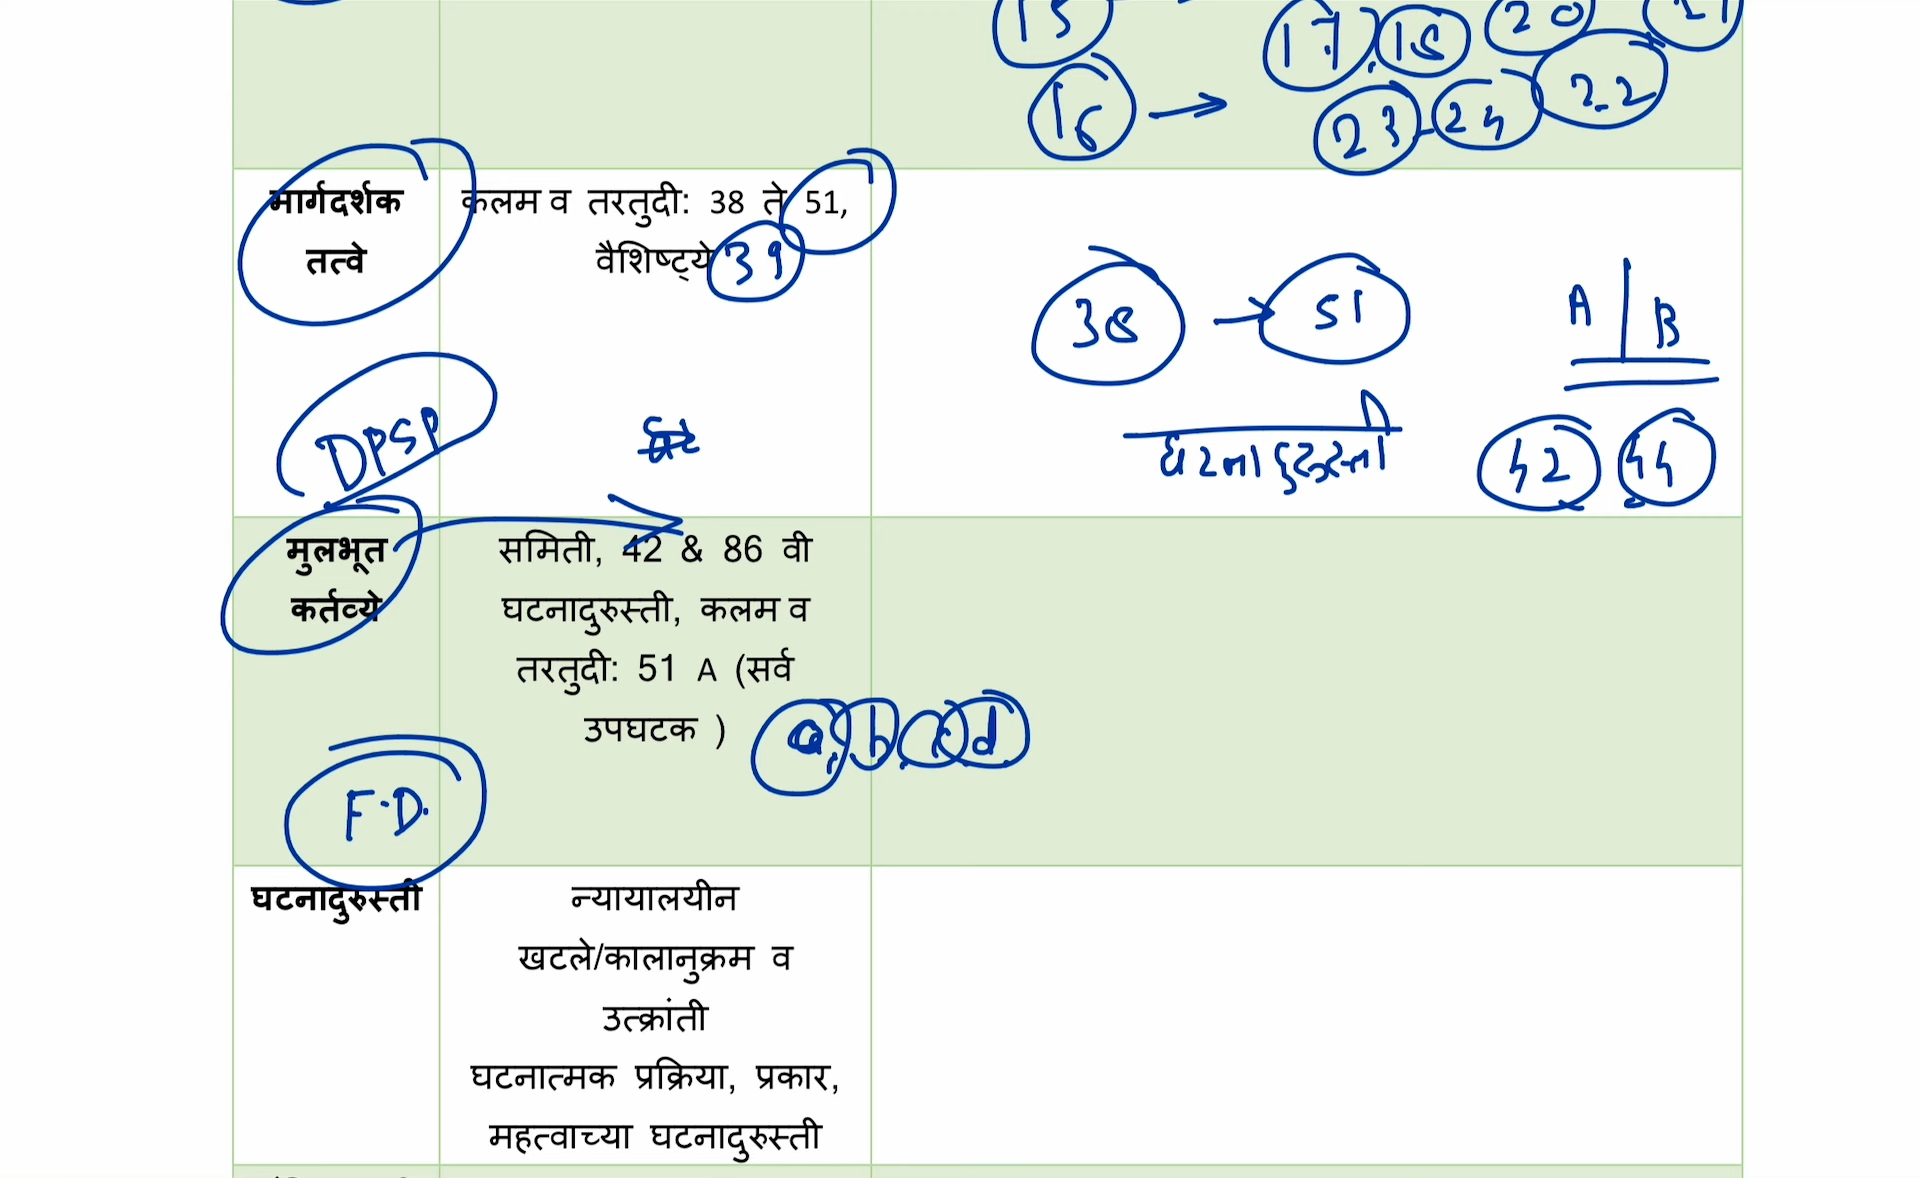 15
17, 18 20 21
16 → 23 - 24 22
मार्गदर्शक
तत्वे
कलम व तरतुदी: 38 ते 51,
वैशिष्ट्ये 39
38 → 51
A | B
DPSP
घटनादुरुस्ती 42 44
मुलभूत
कर्तव्ये
समिती, 42 & 86 वी
घटनादुरुस्ती, कलम व
तरतुदी: 51 A (सर्व
उपघटक )
a, b, c, d
F.D.
घटनादुरुस्ती
न्यायालयीन
खटले/कालानुक्रम व
उत्क्रांती
घटनात्मक प्रक्रिया, प्रकार,
महत्वाच्या घटनादुरुस्ती